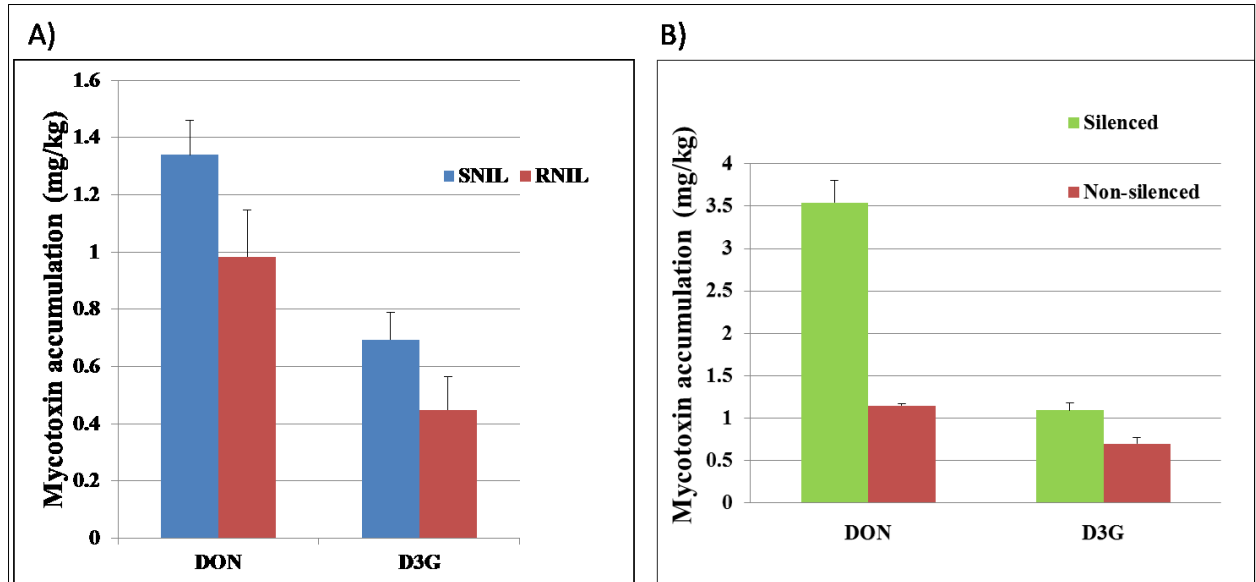 A)
Mycotoxin accumulation (mg/kg)
1.6
1.4
1.2
1
0.8
0.6
0.4
0.2
0
SNIL RNIL
DON D3G
B)
Mycotoxin accumulation (mg/kg)
Silenced
Non-silenced
4
3.5
3
2.5
2
1.5
1
0.5
0
DON D3G